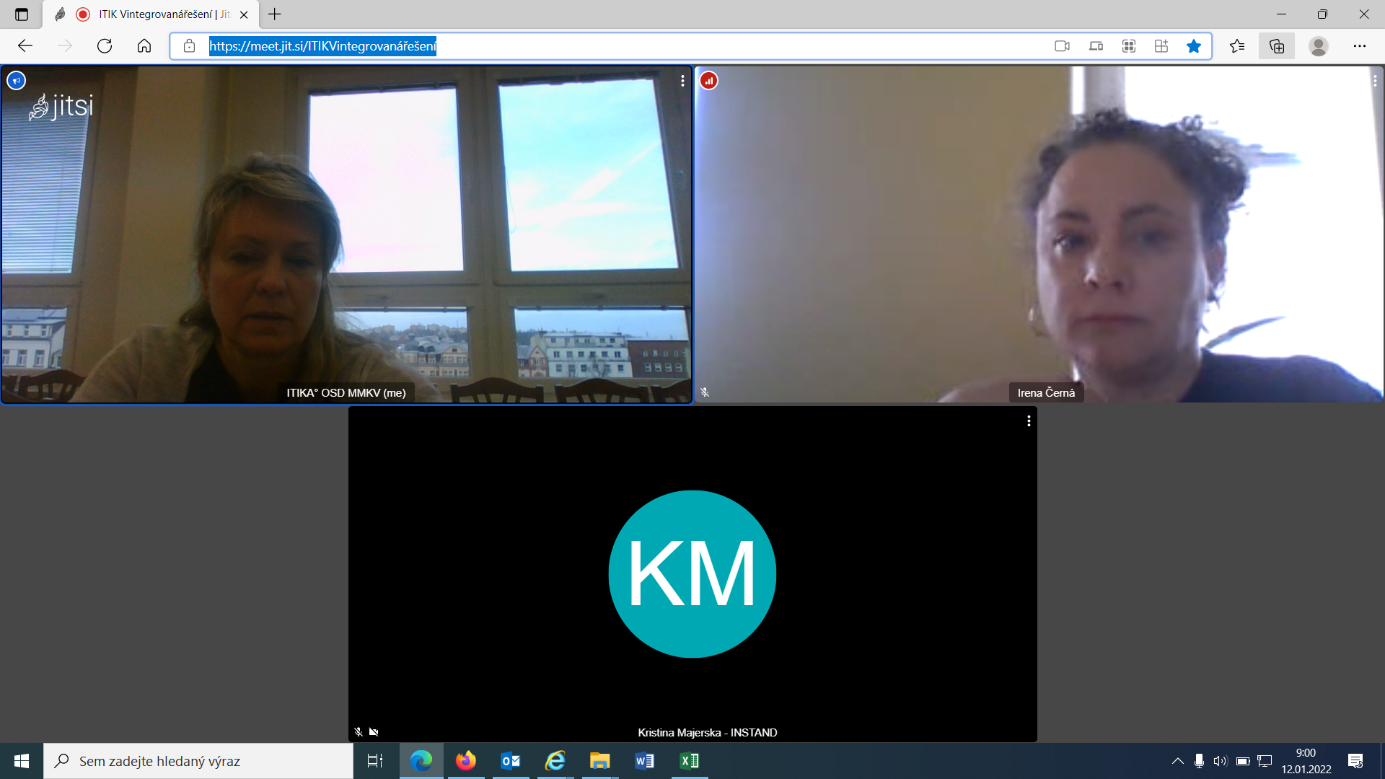 ITIK Vintegrovanářešení | Jit
https://meet.jit.si/ITIKVintegrovanářešení
jitsi
ITIKA° OSD MMKV (me)
Irena Černá
KM
Kristina Majerska - INSTAND
Sem zadejte hledaný výraz
9:00
12.01.2022